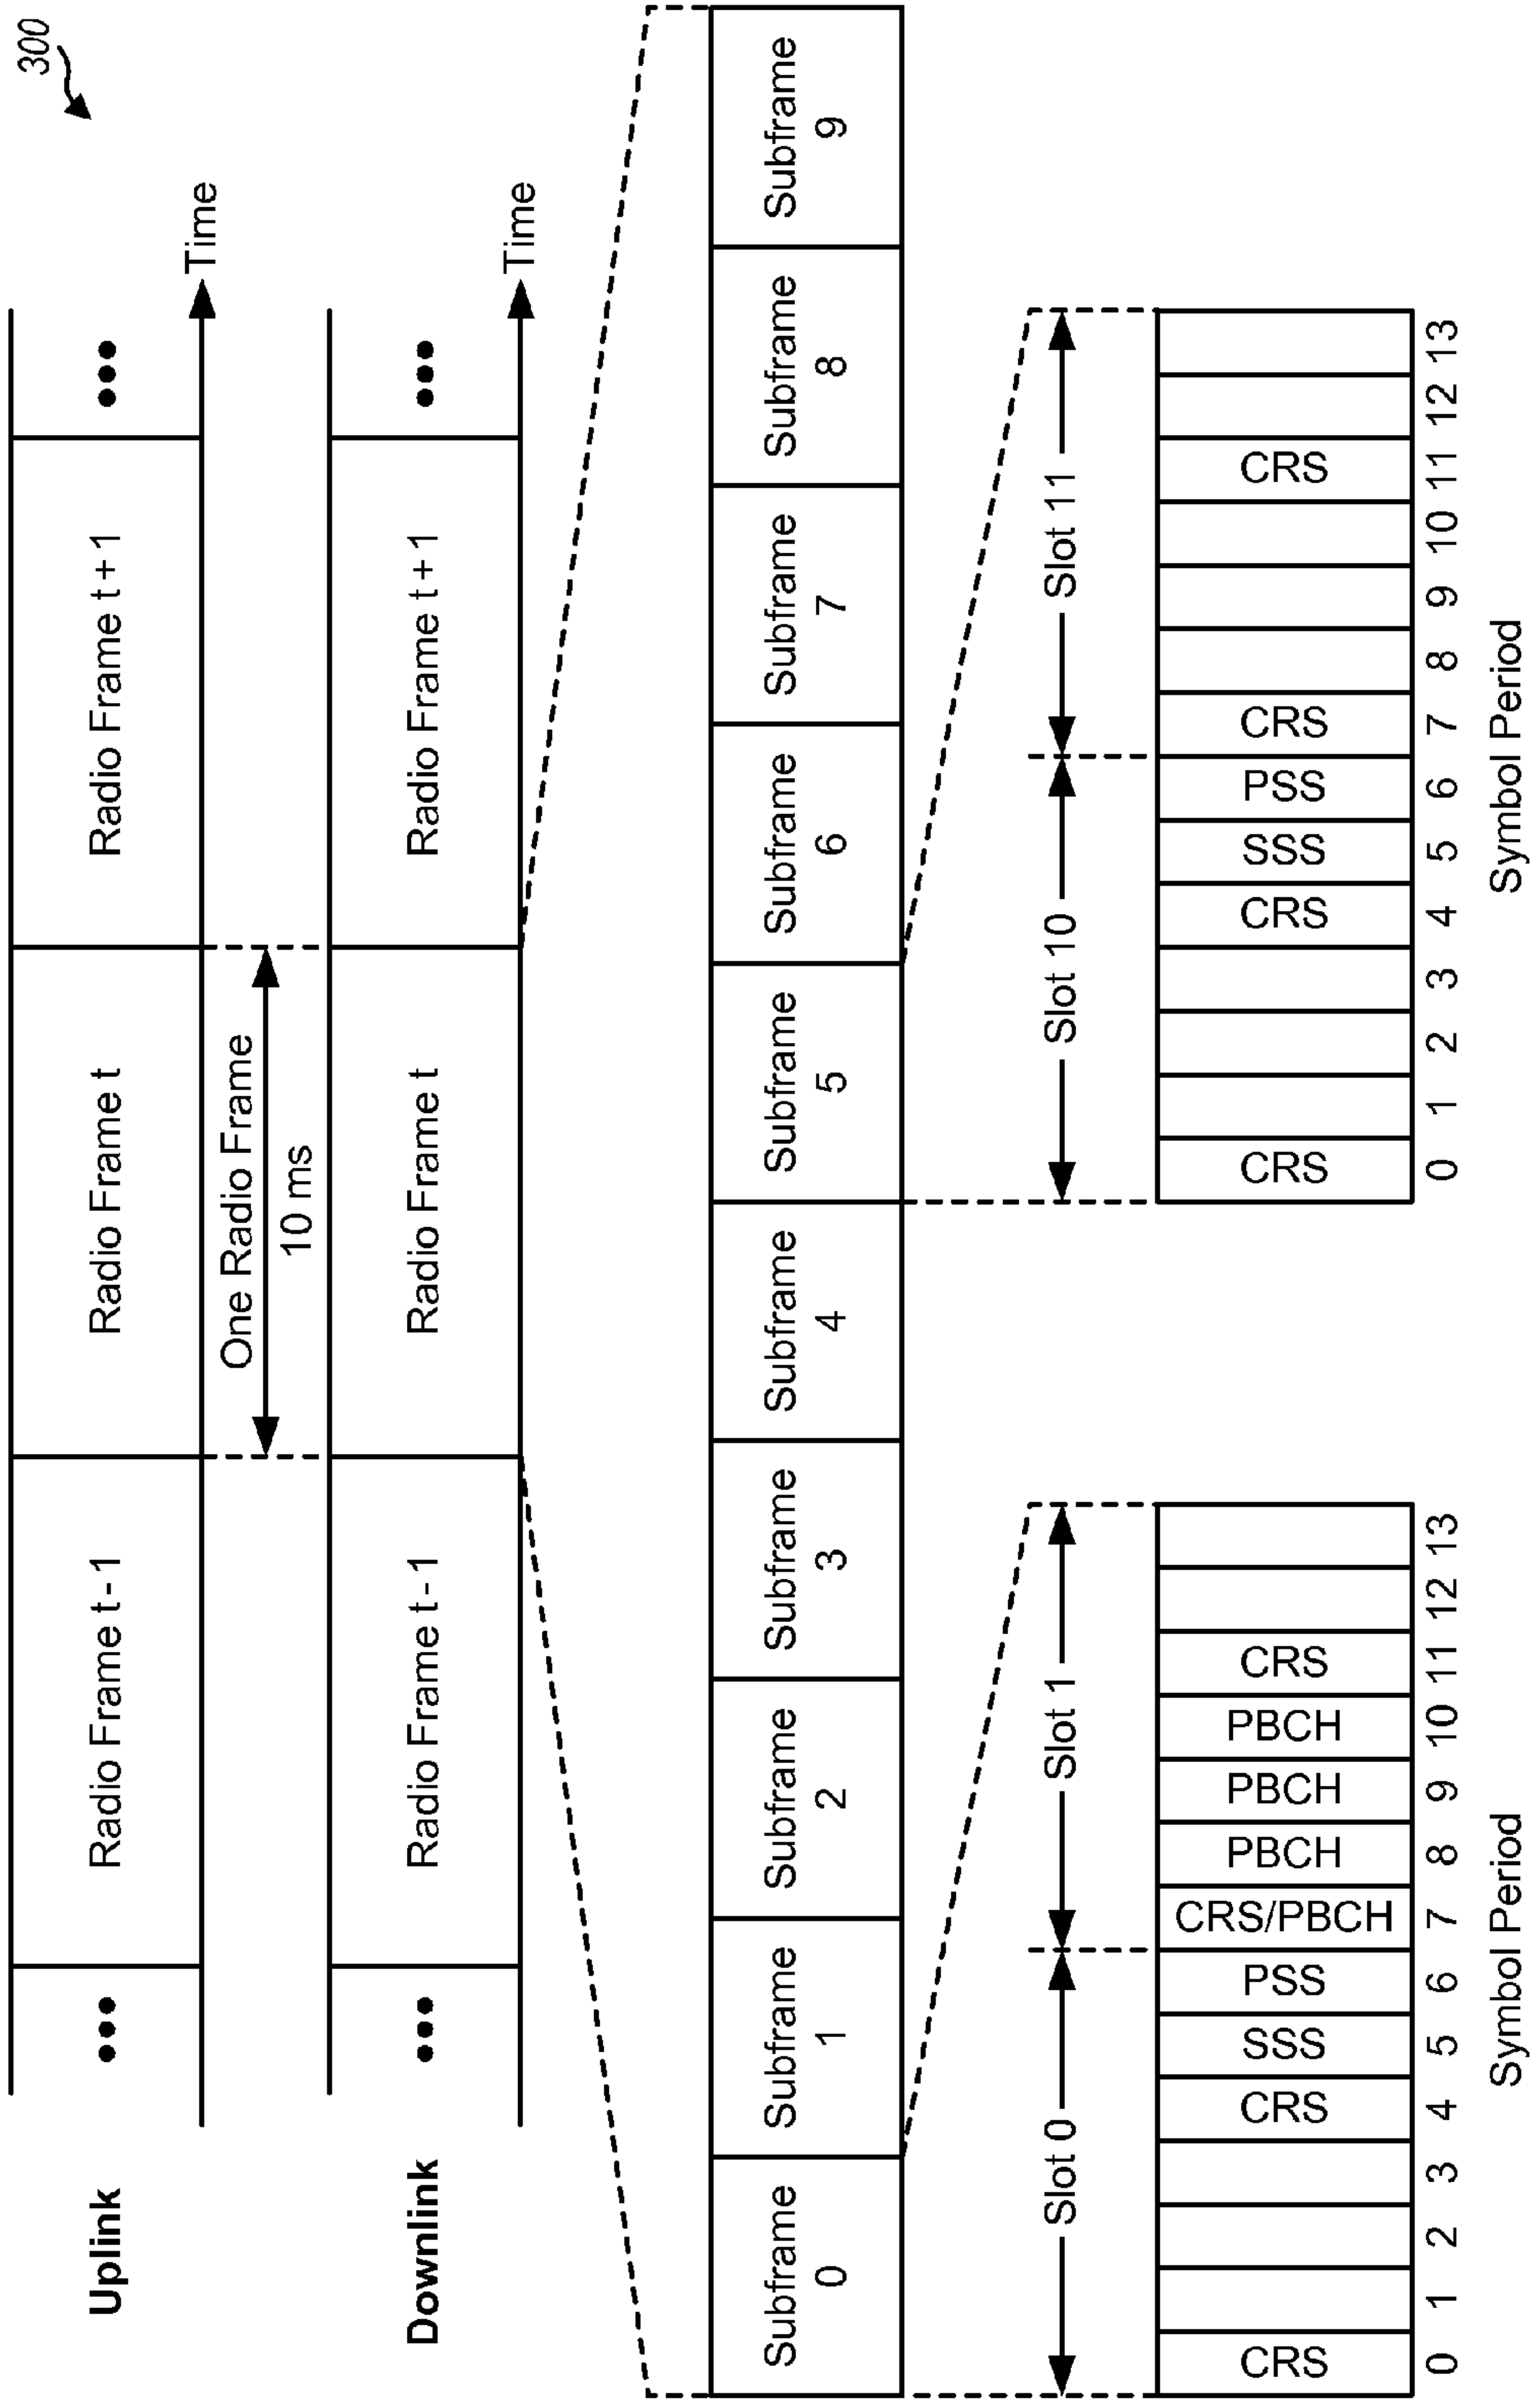 300
Uplink
Radio Frame t - 1
Radio Frame t
Radio Frame t + 1
Time
One Radio Frame
10 ms
Downlink
Radio Frame t - 1
Radio Frame t
Radio Frame t + 1
Time
Subframe 0
Subframe 1
Subframe 2
Subframe 3
Subframe 4
Subframe 5
Subframe 6
Subframe 7
Subframe 8
Subframe 9
Slot 0
Slot 1
CRS
CRS
SSS
PSS
CRS/PBCH
PBCH
PBCH
PBCH
CRS
0 1 2 3 4 5 6 7 8 9 10 11 12 13
Symbol Period
Slot 10
Slot 11
CRS
CRS
SSS
PSS
CRS
CRS
0 1 2 3 4 5 6 7 8 9 10 11 12 13
Symbol Period